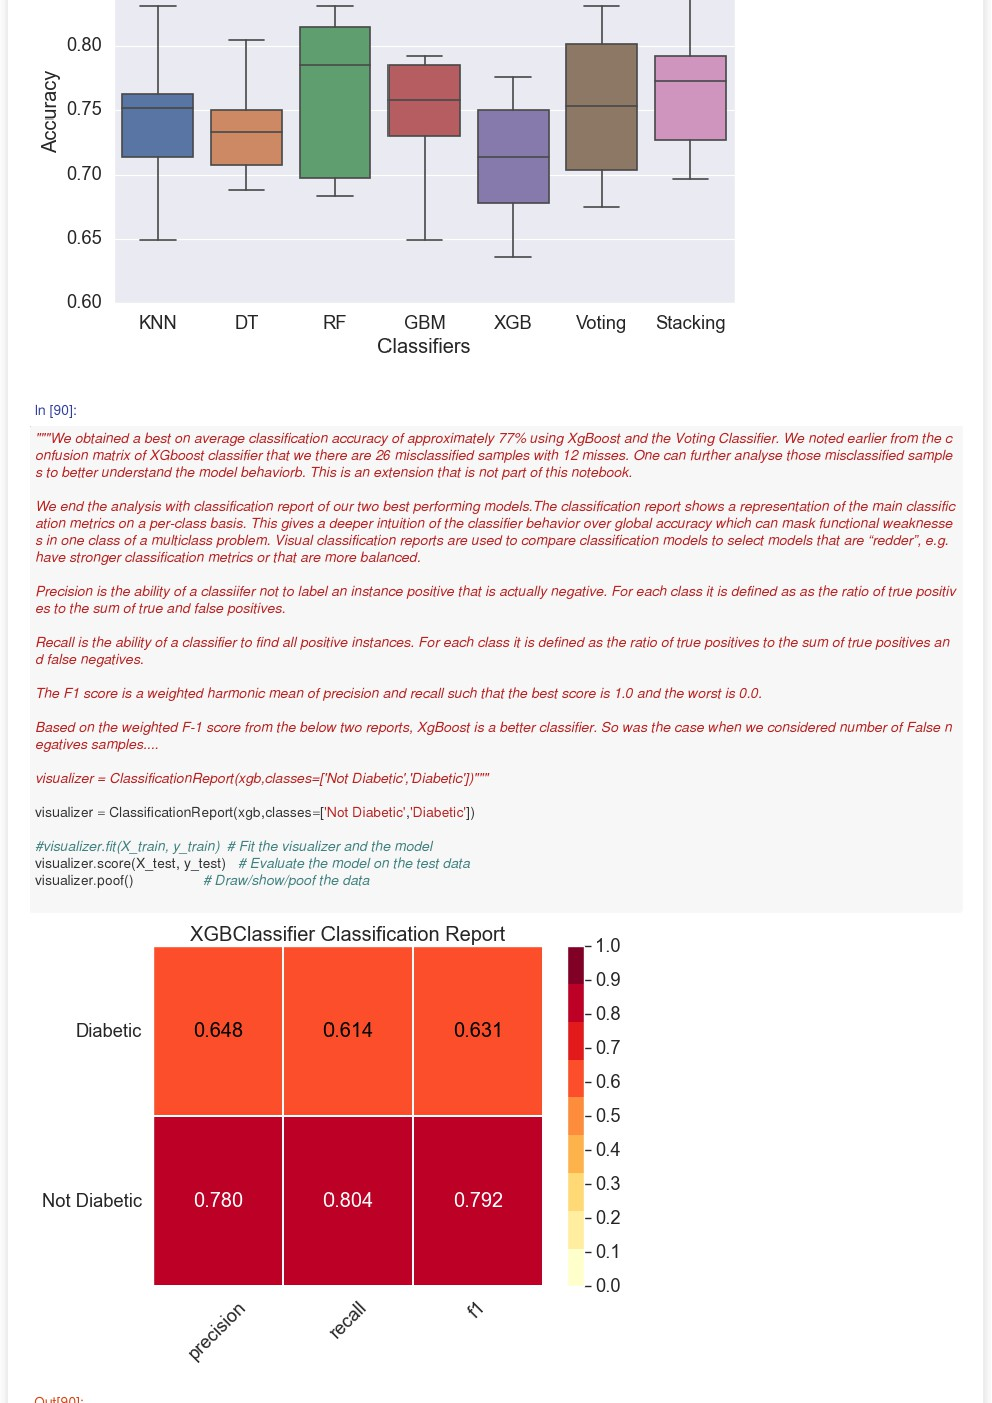 0.80
0.75
0.70
0.65
0.60
Accuracy
KNN DT RF GBM XGB Voting Stacking
Classifiers
In [90]:
"""We obtained a best on average classification accuracy of approximately 77% using XgBoost and the Voting Classifier. We noted earlier from the c
onfusion matrix of XGboost classifier that we there are 26 misclassified samples with 12 misses. One can further analyse those misclassified sample
s to better understand the model behaviorb. This is an extension that is not part of this notebook.
We end the analysis with classification report of our two best performing models.The classification report shows a representation of the main classific
ation metrics on a per-class basis. This gives a deeper intuition of the classifier behavior over global accuracy which can mask functional weaknesse
s in one class of a multiclass problem. Visual classification reports are used to compare classification models to select models that are “redder”, e.g.
have stronger classification metrics or that are more balanced.
Precision is the ability of a classiifer not to label an instance positive that is actually negative. For each class it is defined as as the ratio of true positiv
es to the sum of true and false positives.
Recall is the ability of a classifier to find all positive instances. For each class it is defined as the ratio of true positives to the sum of true positives an
d false negatives.
The F1 score is a weighted harmonic mean of precision and recall such that the best score is 1.0 and the worst is 0.0.
Based on the weighted F-1 score from the below two reports, XgBoost is a better classifier. So was the case when we considered number of False n
egatives samples....
visualizer = ClassificationReport(xgb,classes=['Not Diabetic','Diabetic'])"""
visualizer = ClassificationReport(xgb,classes=['Not Diabetic','Diabetic'])
#visualizer.fit(X_train, y_train) # Fit the visualizer and the model
visualizer.score(X_test, y_test) # Evaluate the model on the test data
visualizer.poof() # Draw/show/poof the data
XGBClassifier Classification Report
Diabetic 0.648 0.614 0.631
Not Diabetic 0.780 0.804 0.792
precision recall f1
1.0
0.9
0.8
0.7
0.6
0.5
0.4
0.3
0.2
0.1
0.0
Out[90]: